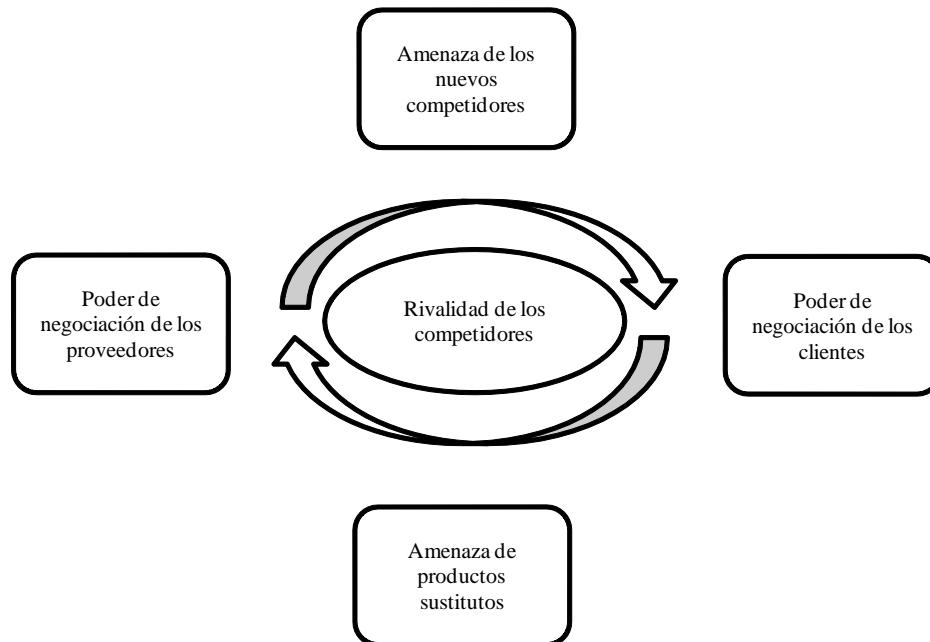 Amenaza de los
nuevos
competidores
Poder de
negociación de los
proveedores
Rivalidad de los
competidores
Poder de
negociación de los
clientes
Amenaza de
productos
sustitutos